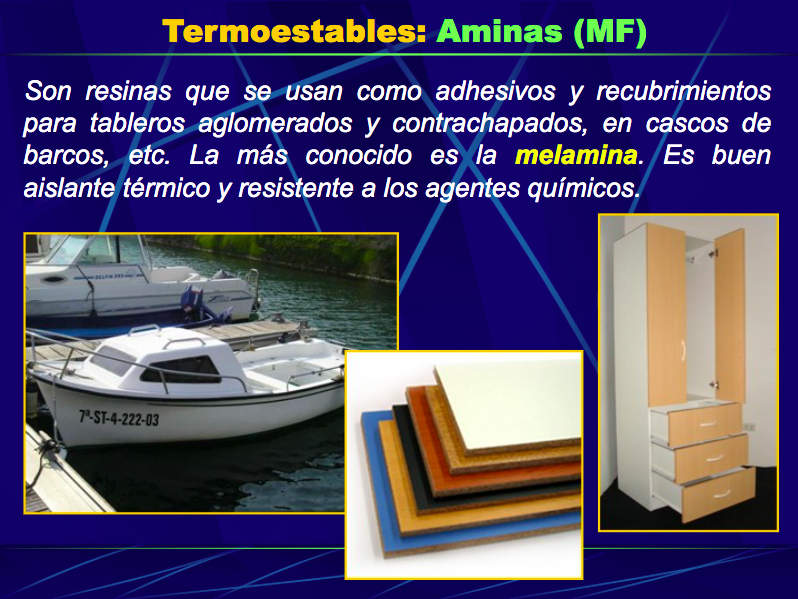 Termoestables: Aminas (MF)
Son resinas que se usan como adhesivos y recubrimientos
para tableros aglomerados y contrachapados, en cascos de
barcos, etc. La más conocido es la melamina. Es buen
aislante térmico y resistente a los agentes químicos.
7ª-ST-4-222-03